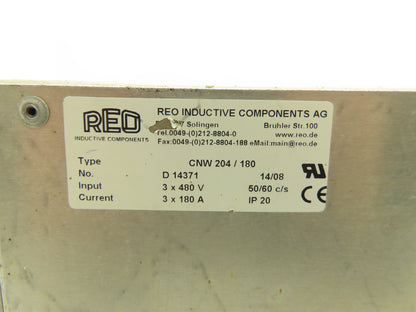 REO
INDUCTIVE COMPONENTS
REO INDUCTIVE COMPONENTS AG
Solingen Bruhler Str. 100
Tel:0049-(0)212-8804-0 www.reo.de
Fax:0049-(0)212-8804-188 eMail:main@reo.de
Type CNW 204 / 180
No. D 14371 14/08
Input 3 x 480 V 50/60 c/s
Current 3 x 180 A IP 20
CE